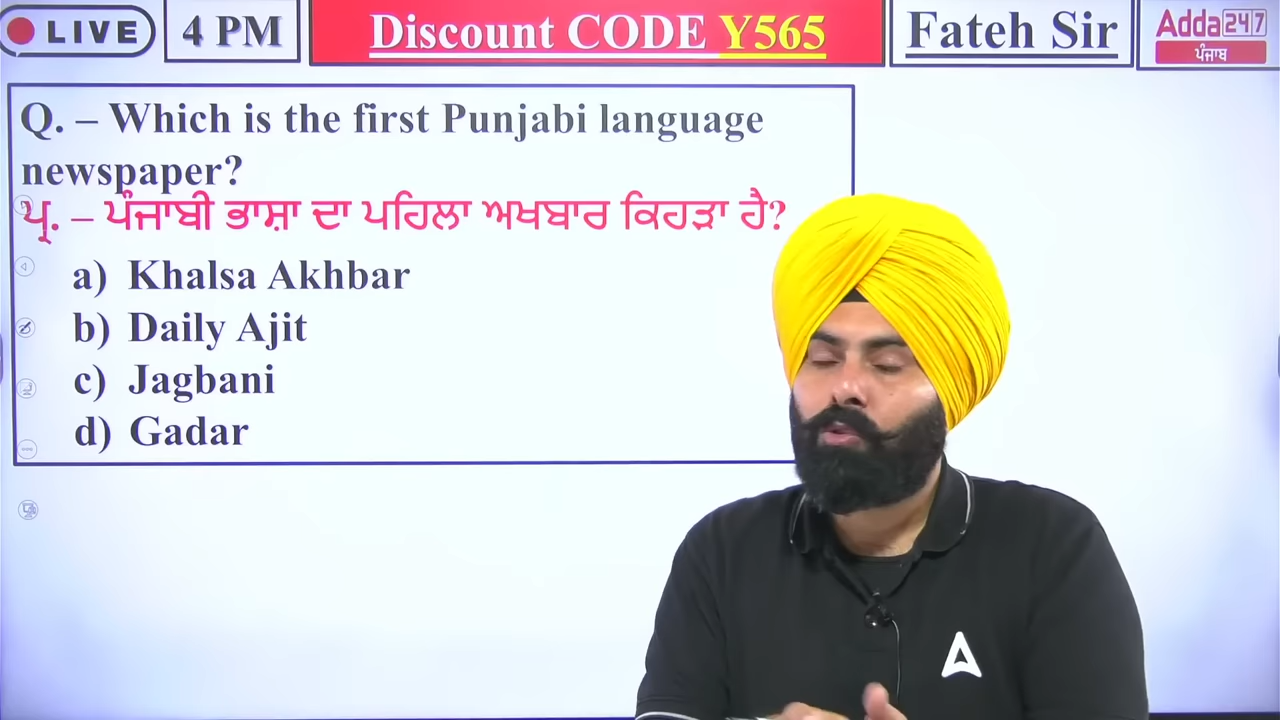 LIVE
4 PM
Discount CODE Y565
Fateh Sir
Adda247
ਪੰਜਾਬ
Q. – Which is the first Punjabi language
newspaper?
ਪ੍ਰ. – ਪੰਜਾਬੀ ਭਾਸ਼ਾ ਦਾ ਪਹਿਲਾ ਅਖਬਾਰ ਕਿਹੜਾ ਹੈ?
a) Khalsa Akhbar
b) Daily Ajit
c) Jagbani
d) Gadar